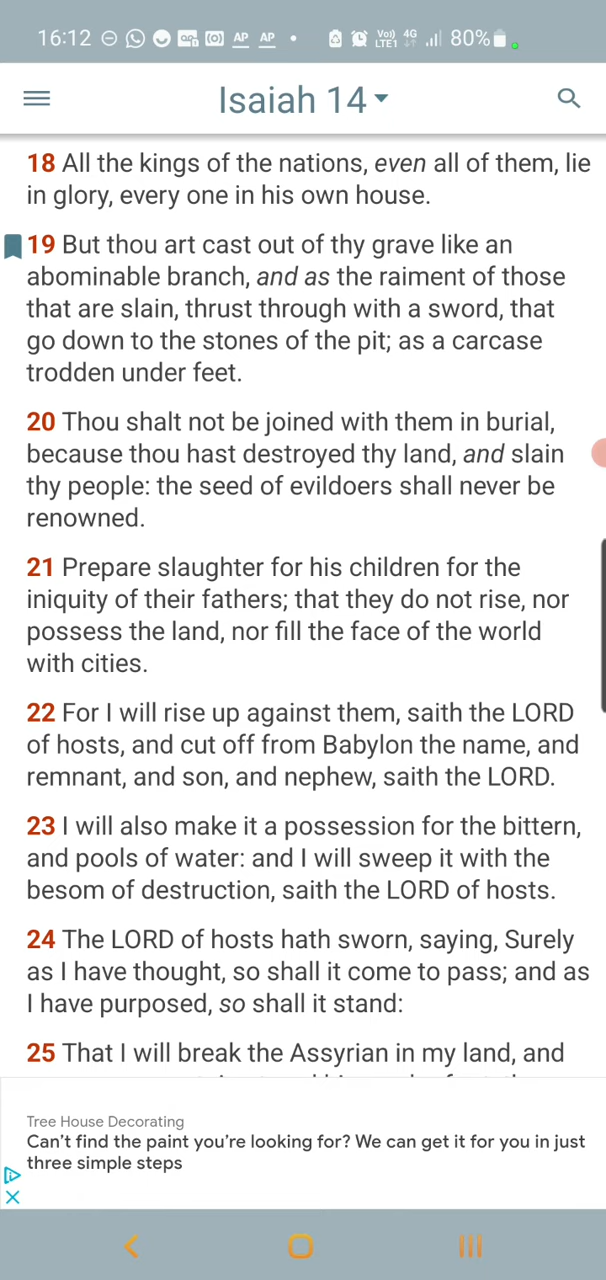 16:12 AP AP Vo)) LTE1 4G 80%
Isaiah 14
18 All the kings of the nations, even all of them, lie
in glory, every one in his own house.
19 But thou art cast out of thy grave like an
abominable branch, and as the raiment of those
that are slain, thrust through with a sword, that
go down to the stones of the pit; as a carcase
trodden under feet.
20 Thou shalt not be joined with them in burial,
because thou hast destroyed thy land, and slain
thy people: the seed of evildoers shall never be
renowned.
21 Prepare slaughter for his children for the
iniquity of their fathers; that they do not rise, nor
possess the land, nor fill the face of the world
with cities.
22 For I will rise up against them, saith the LORD
of hosts, and cut off from Babylon the name, and
remnant, and son, and nephew, saith the LORD.
23 I will also make it a possession for the bittern,
and pools of water: and I will sweep it with the
besom of destruction, saith the LORD of hosts.
24 The LORD of hosts hath sworn, saying, Surely
as I have thought, so shall it come to pass; and as
I have purposed, so shall it stand:
25 That I will break the Assyrian in my land, and
Tree House Decorating
Can't find the paint you're looking for? We can get it for you in just
three simple steps